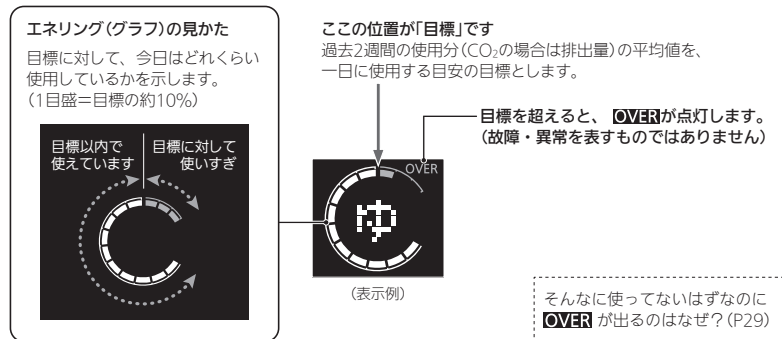 エネリング(グラフ)の見かた
目標に対して、今日はどれくらい
使用しているかを示します。
(1目盛=目標の約10%)
目標以内で
使えています
目標に対して
使いすぎ
ここの位置が「目標」です
過去2週間の使用分(CO₂の場合は排出量)の平均値を、
一日に使用する目安の目標とします。
目標を超えると、 OVERが点灯します。
(故障・異常を表すものではありません)
OVER
ゆ
(表示例)
そんなに使ってないはずなのに
OVER が出るのはなぜ?(P29)